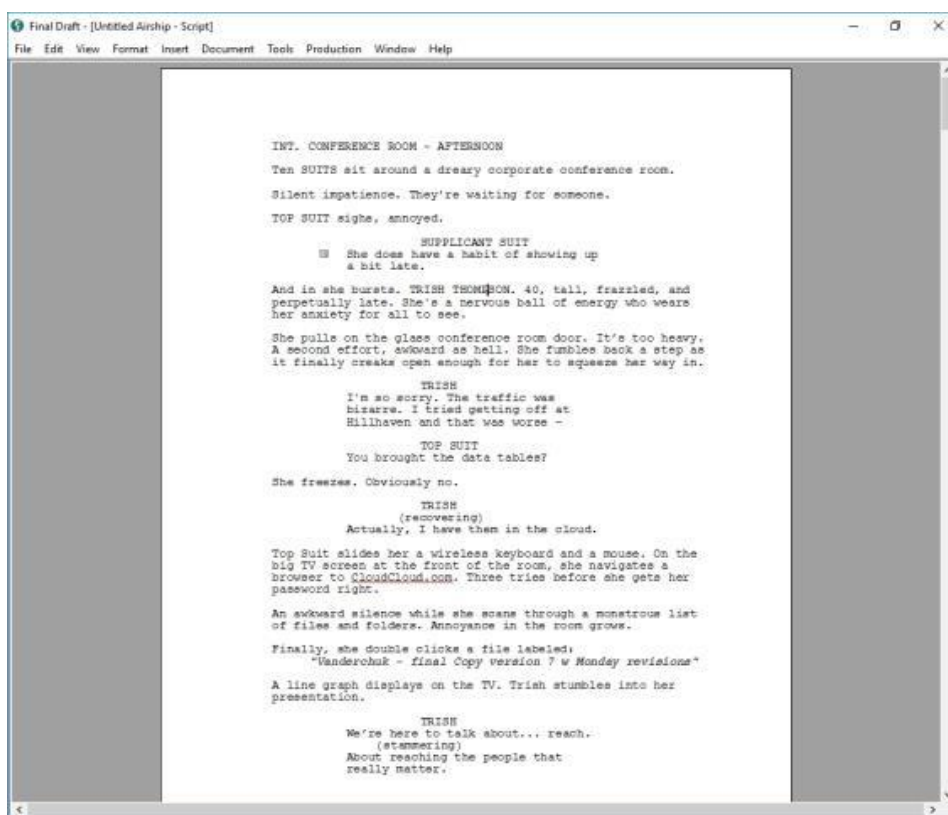 Final Draft - [Untitled Airship - Script]
File Edit View Format Insert Document Tools Production Window Help
INT. CONFERENCE ROOM - AFTERNOON
Ten SUITS sit around a dreary corporate conference room.
Silent impatience. They're waiting for someone.
TOP SUIT sighs, annoyed.
SUPPLICANT SUIT
She does have a habit of showing up
a bit late.
And in she bursts. TRISH THOMPSON. 40, tall, frazzled, and
perpetually late. She's a nervous ball of energy who wears
her anxiety for all to see.
She pulls on the glass conference room door. It's too heavy.
A second effort, awkward as hell. She fumbles back a step as
it finally creaks open enough for her to squeeze her way in.
TRISH
I'm so sorry. The traffic was
bizarre. I tried getting off at
Hillhaven and that was worse –
TOP SUIT
You brought the data tables?
She freezes. Obviously no.
TRISH
(recovering)
Actually, I have them in the cloud.
Top Suit slides her a wireless keyboard and a mouse. On the
big TV screen at the front of the room, she navigates a
browser to CloudCloud.com. Three tries before she gets her
password right.
An awkward silence while she scans through a monstrous list
of files and folders. Annoyance in the room grows.
Finally, she double clicks a file labeled:
"Vanderchuk - final Copy version 7 w Monday revisions"
A line graph displays on the TV. Trish stumbles into her
presentation.
TRISH
We're here to talk about... reach.
(stammering)
About reaching the people that
really matter.